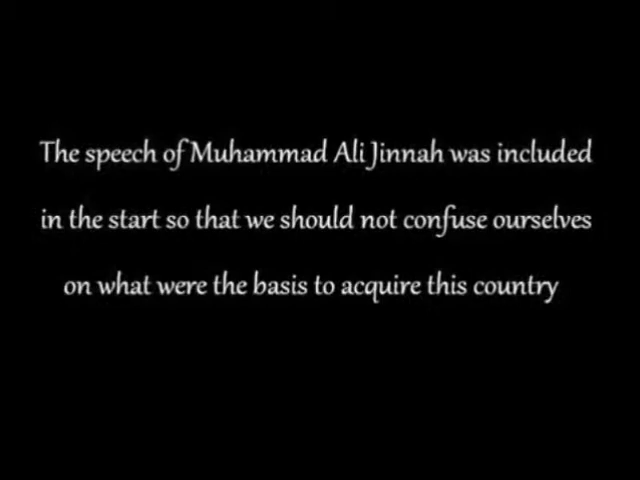 The speech of Muhammad Ali Jinnah was included
in the start so that we should not confuse ourselves
on what were the basis to acquire this country